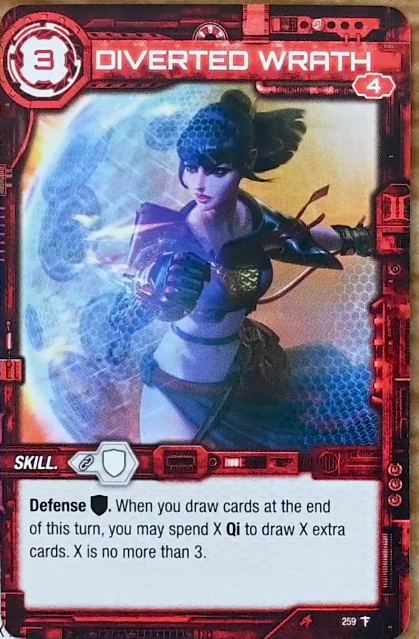 3
DIVERTED WRATH
4
SKILL.
Defense . When you draw cards at the end
of this turn, you may spend X Qi to draw X extra
cards. X is no more than 3.
259